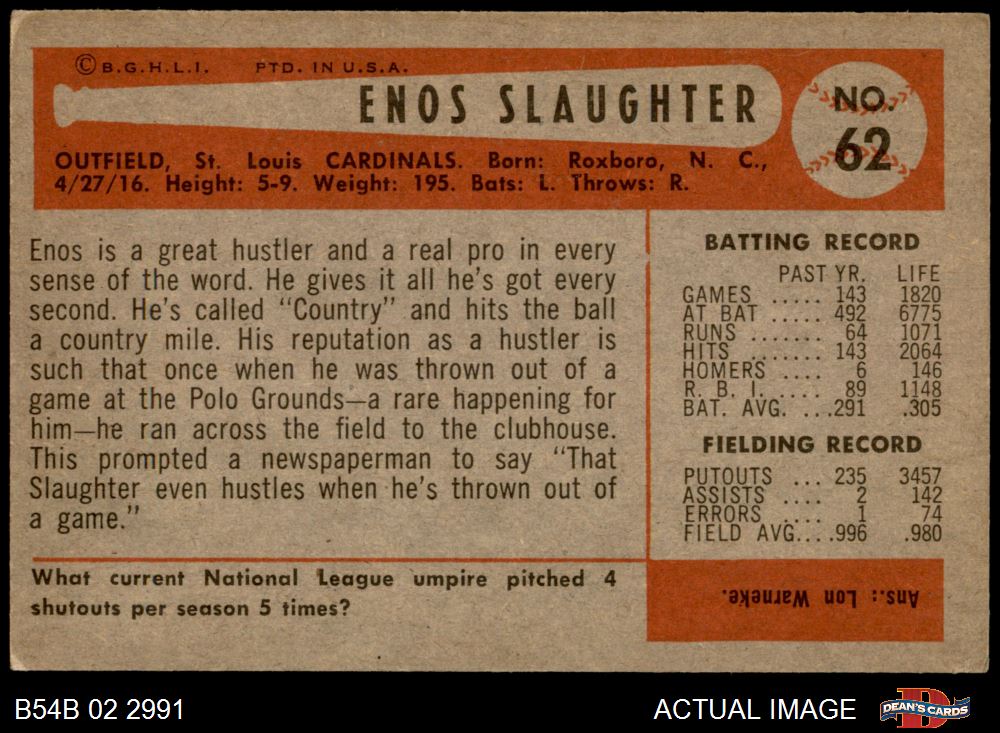 © B.G.H.L.I. PTD. IN U.S.A.
ENOS SLAUGHTER
NO. 62
OUTFIELD, St. Louis CARDINALS. Born: Roxboro, N. C.,
4/27/16. Height: 5-9. Weight: 195. Bats: L. Throws: R.
Enos is a great hustler and a real pro in every
sense of the word. He gives it all he's got every
second. He's called "Country" and hits the ball
a country mile. His reputation as a hustler is
such that once when he was thrown out of a
game at the Polo Grounds—a rare happening for
him—he ran across the field to the clubhouse.
This prompted a newspaperman to say "That
Slaughter even hustles when he's thrown out of
a game."
What current National League umpire pitched 4
shutouts per season 5 times?
BATTING RECORD
PAST YR. LIFE
GAMES ..... 143 1820
AT BAT ..... 492 6775
RUNS ....... 64 1071
HITS ....... 143 2064
HOMERS .... 6 146
R. B. I. .... 89 1148
BAT. AVG. ...291 .305
FIELDING RECORD
PUTOUTS ... 235 3457
ASSISTS .... 2 142
ERRORS .... 1 74
FIELD AVG....996 .980
Ans.: Lon Warneke.
B54B 02 2991
ACTUAL IMAGE
D
DEAN'S CARDS